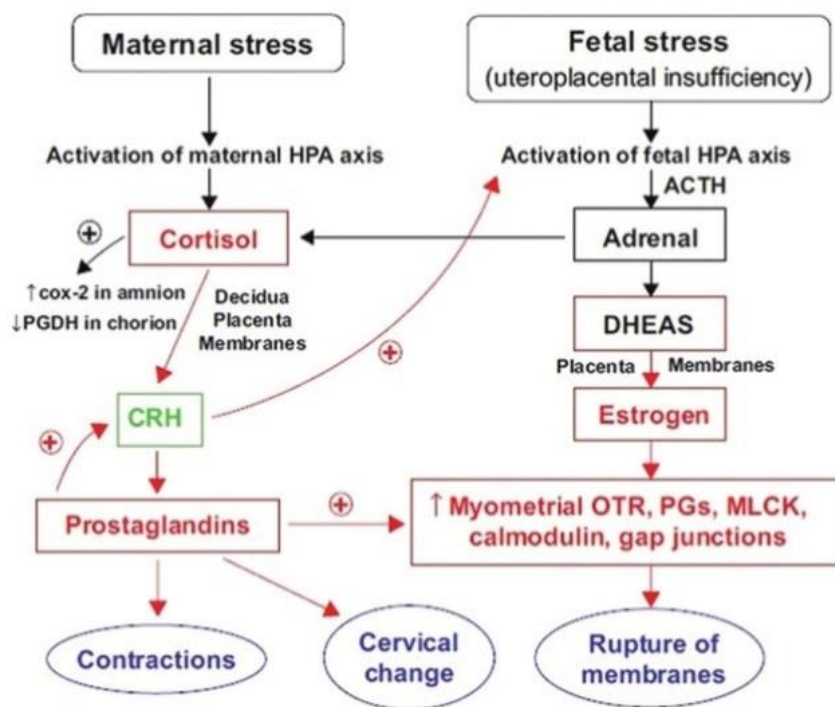 Maternal stress
Fetal stress
(uteroplacental insufficiency)
Activation of maternal HPA axis
Activation of fetal HPA axis
ACTH
Cortisol
Adrenal
⊕
↑cox-2 in amnion
↓PGDH in chorion
Decidua
Placenta
Membranes
DHEAS
⊕
Placenta
Membranes
CRH
Estrogen
⊕
Prostaglandins
⊕
↑ Myometrial OTR, PGs, MLCK,
calmodulin, gap junctions
Contractions
Cervical
change
Rupture of
membranes